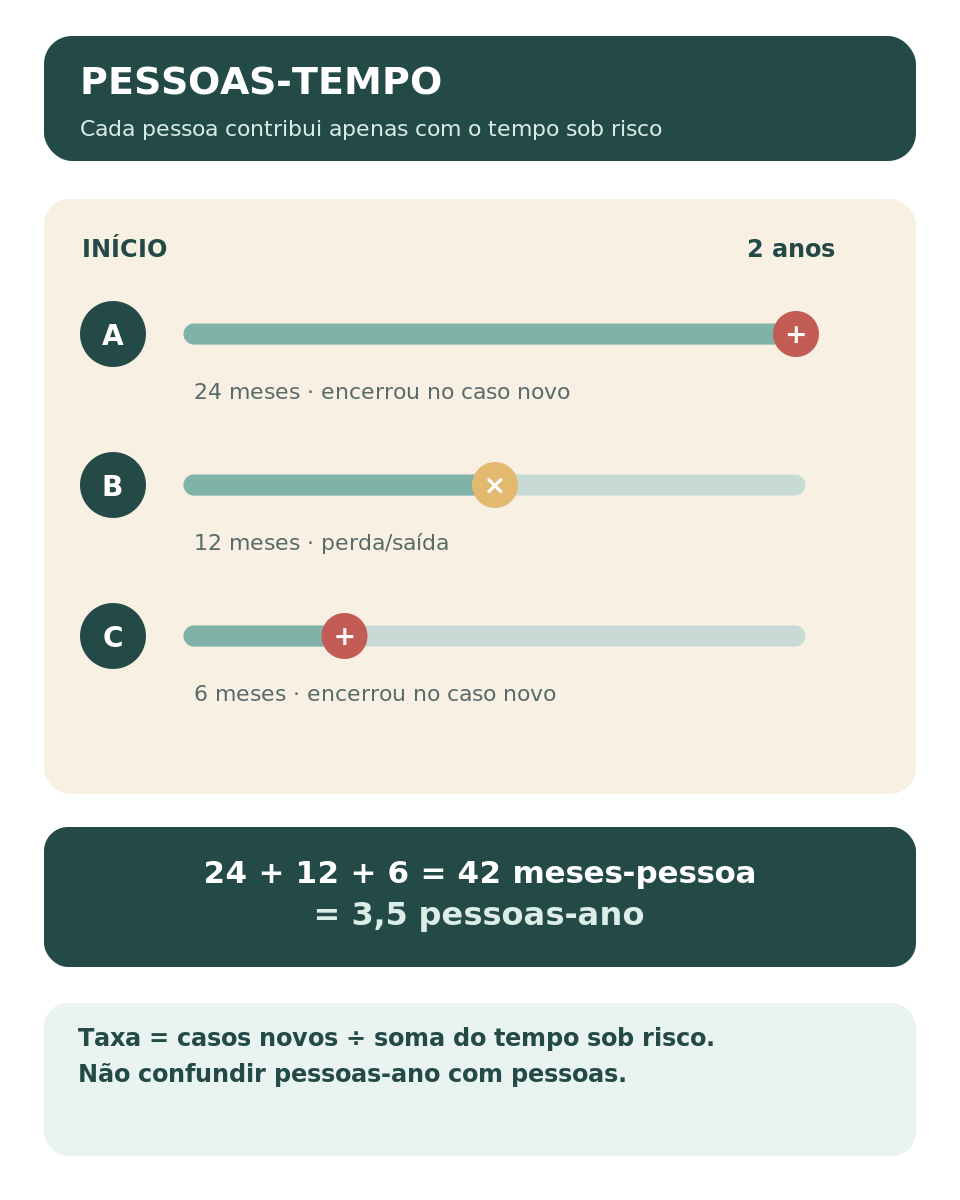 PESSOAS-TEMPO
Cada pessoa contribui apenas com o tempo sob risco
INÍCIO
2 anos
A
+
24 meses · encerrou no caso novo
B
×
12 meses · perda/saída
C
+
6 meses · encerrou no caso novo
24 + 12 + 6 = 42 meses-pessoa
= 3,5 pessoas-ano
Taxa = casos novos ÷ soma do tempo sob risco.
Não confundir pessoas-ano com pessoas.